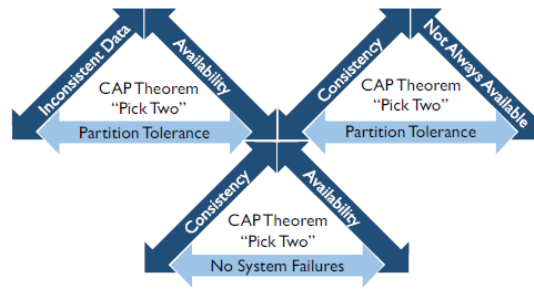 Inconsistent Data
Availability
CAP Theorem
"Pick Two"
Partition Tolerance
Consistency
Not Always Available
CAP Theorem
"Pick Two"
Partition Tolerance
Consistency
Availability
CAP Theorem
"Pick Two"
No System Failures